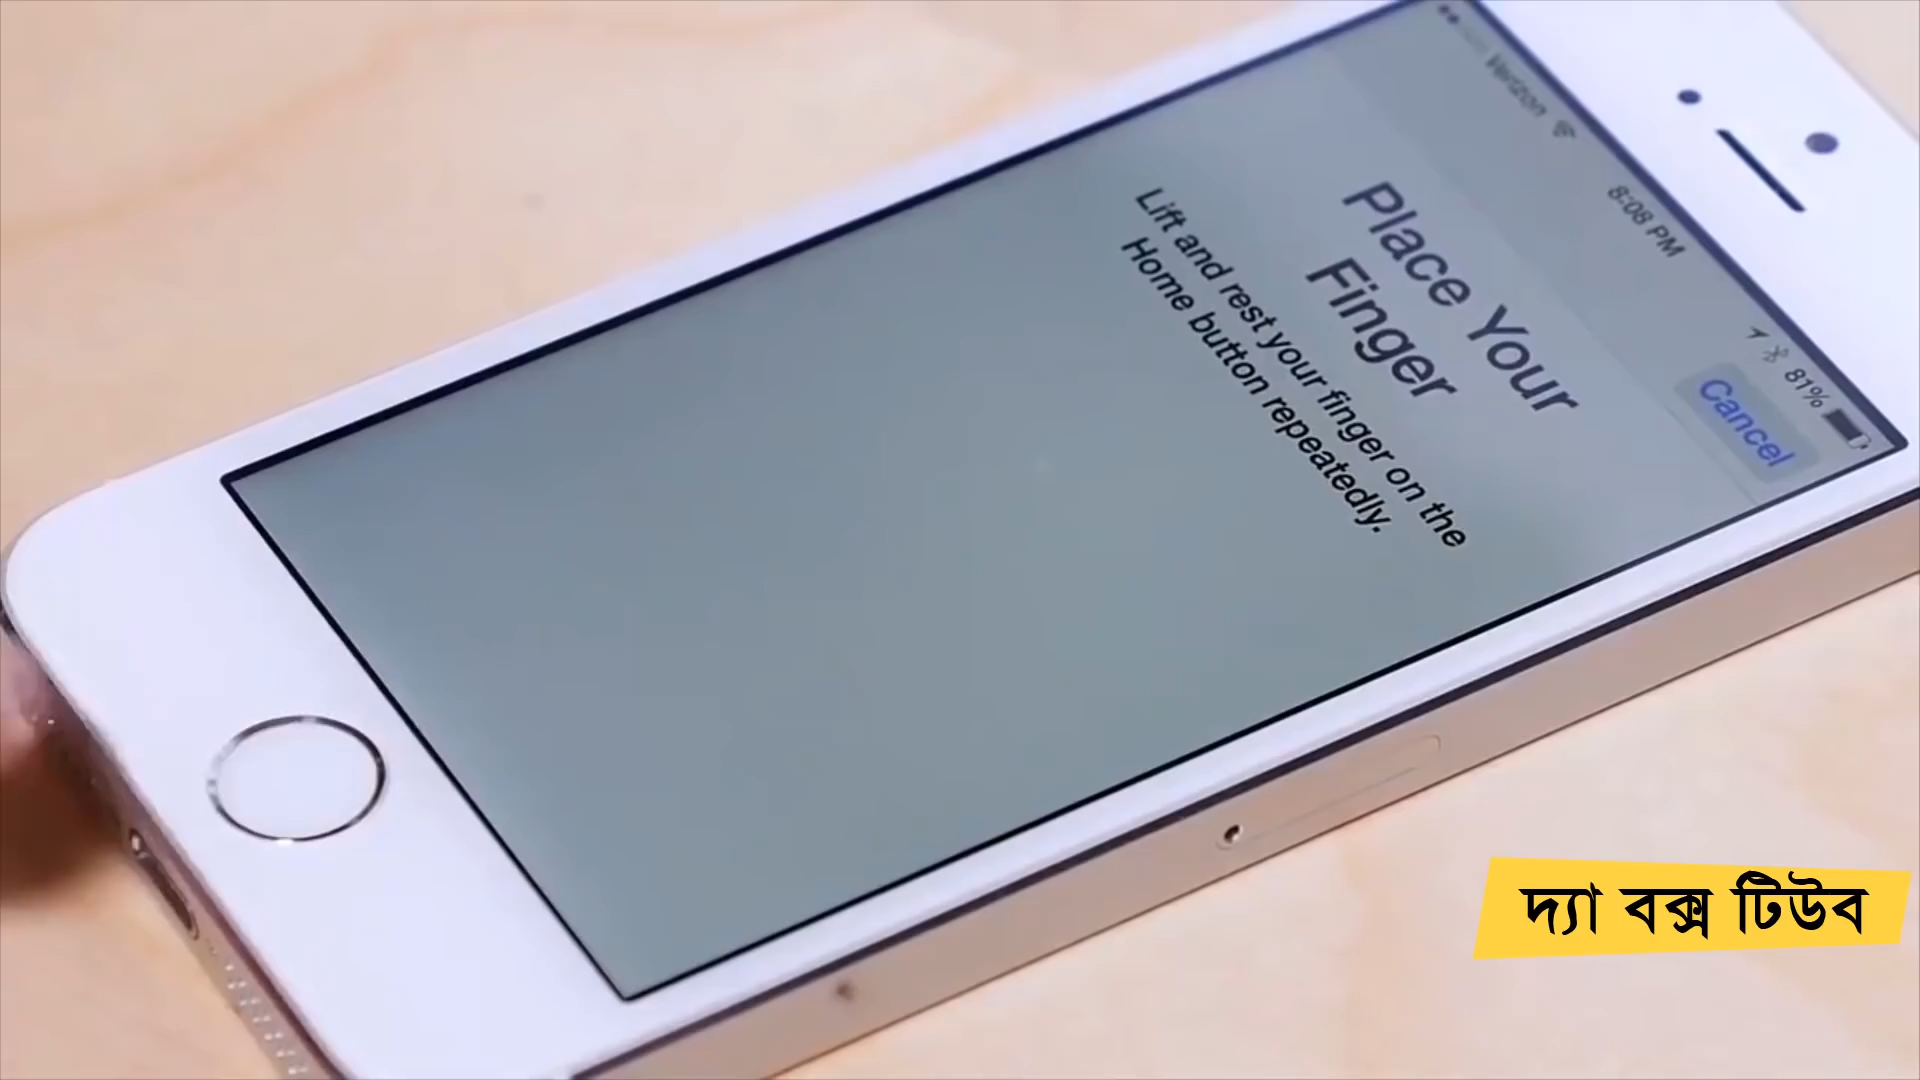 Verizon
8:08 PM
81%
Cancel
Place Your
Finger
Lift and rest your finger on the
Home button repeatedly.
দ্যা বক্স টিউব